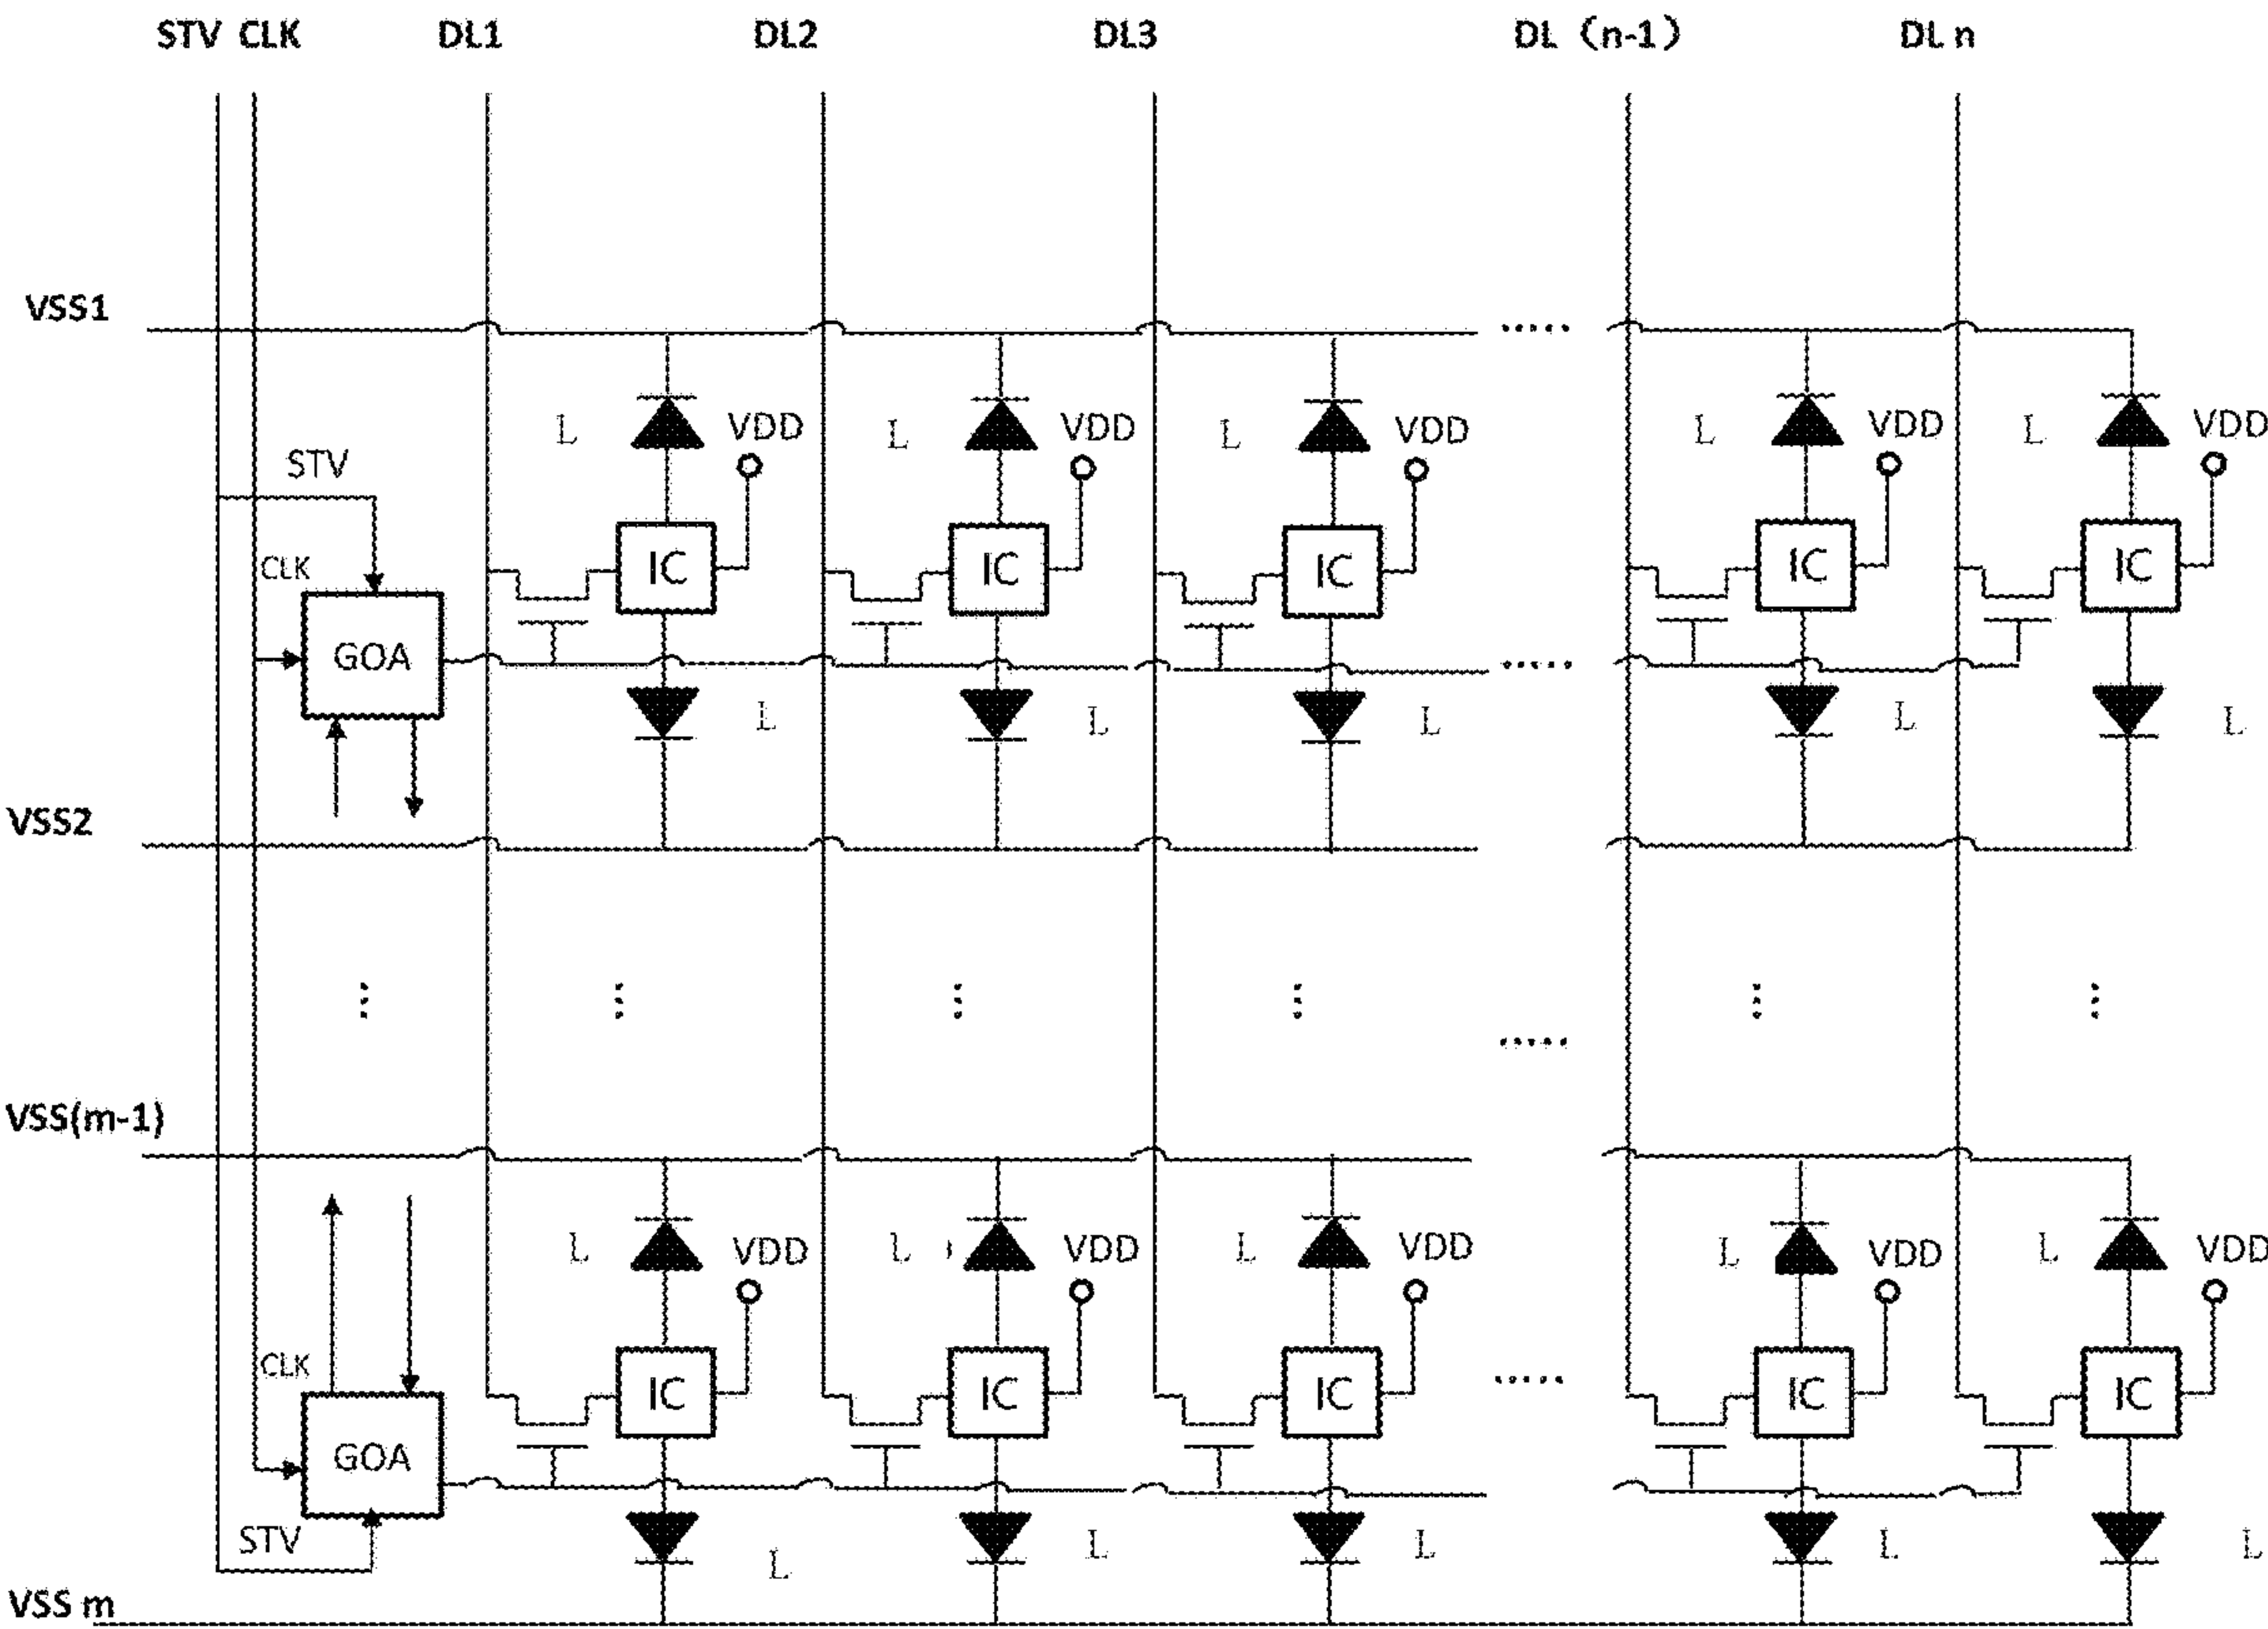 STV CLK DL1 DL2 DL3 DL (n-1) DL n
VSS1
L VDD L VDD L VDD L VDD L VDD
STV
CLK IC IC IC IC IC
GOA
L L L L L
VSS2
VSS(m-1)
L VDD L VDD L VDD L VDD L VDD
CLK IC IC IC IC IC
GOA
STV L L L L L
VSS m